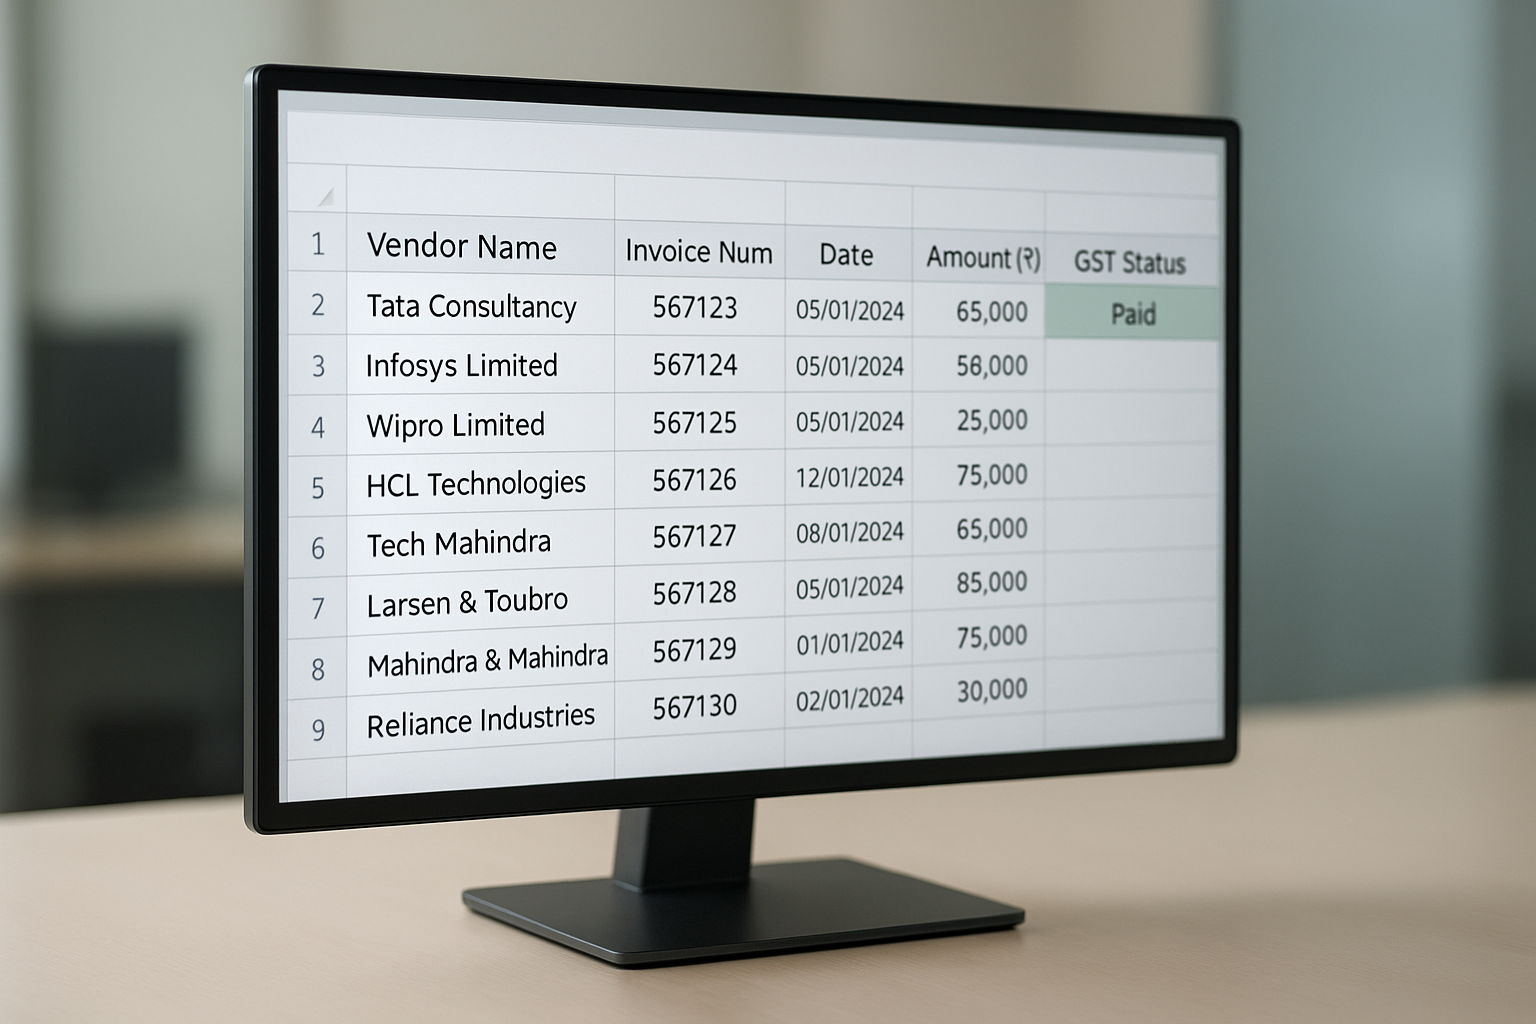 1 Vendor Name Invoice Num Date Amount (₹) GST Status
2 Tata Consultancy 567123 05/01/2024 65,000 Paid
3 Infosys Limited 567124 05/01/2024 56,000
4 Wipro Limited 567125 05/01/2024 25,000
5 HCL Technologies 567126 12/01/2024 75,000
6 Tech Mahindra 567127 08/01/2024 65,000
7 Larsen & Toubro 567128 05/01/2024 85,000
8 Mahindra & Mahindra 567129 01/01/2024 75,000
9 Reliance Industries 567130 02/01/2024 30,000